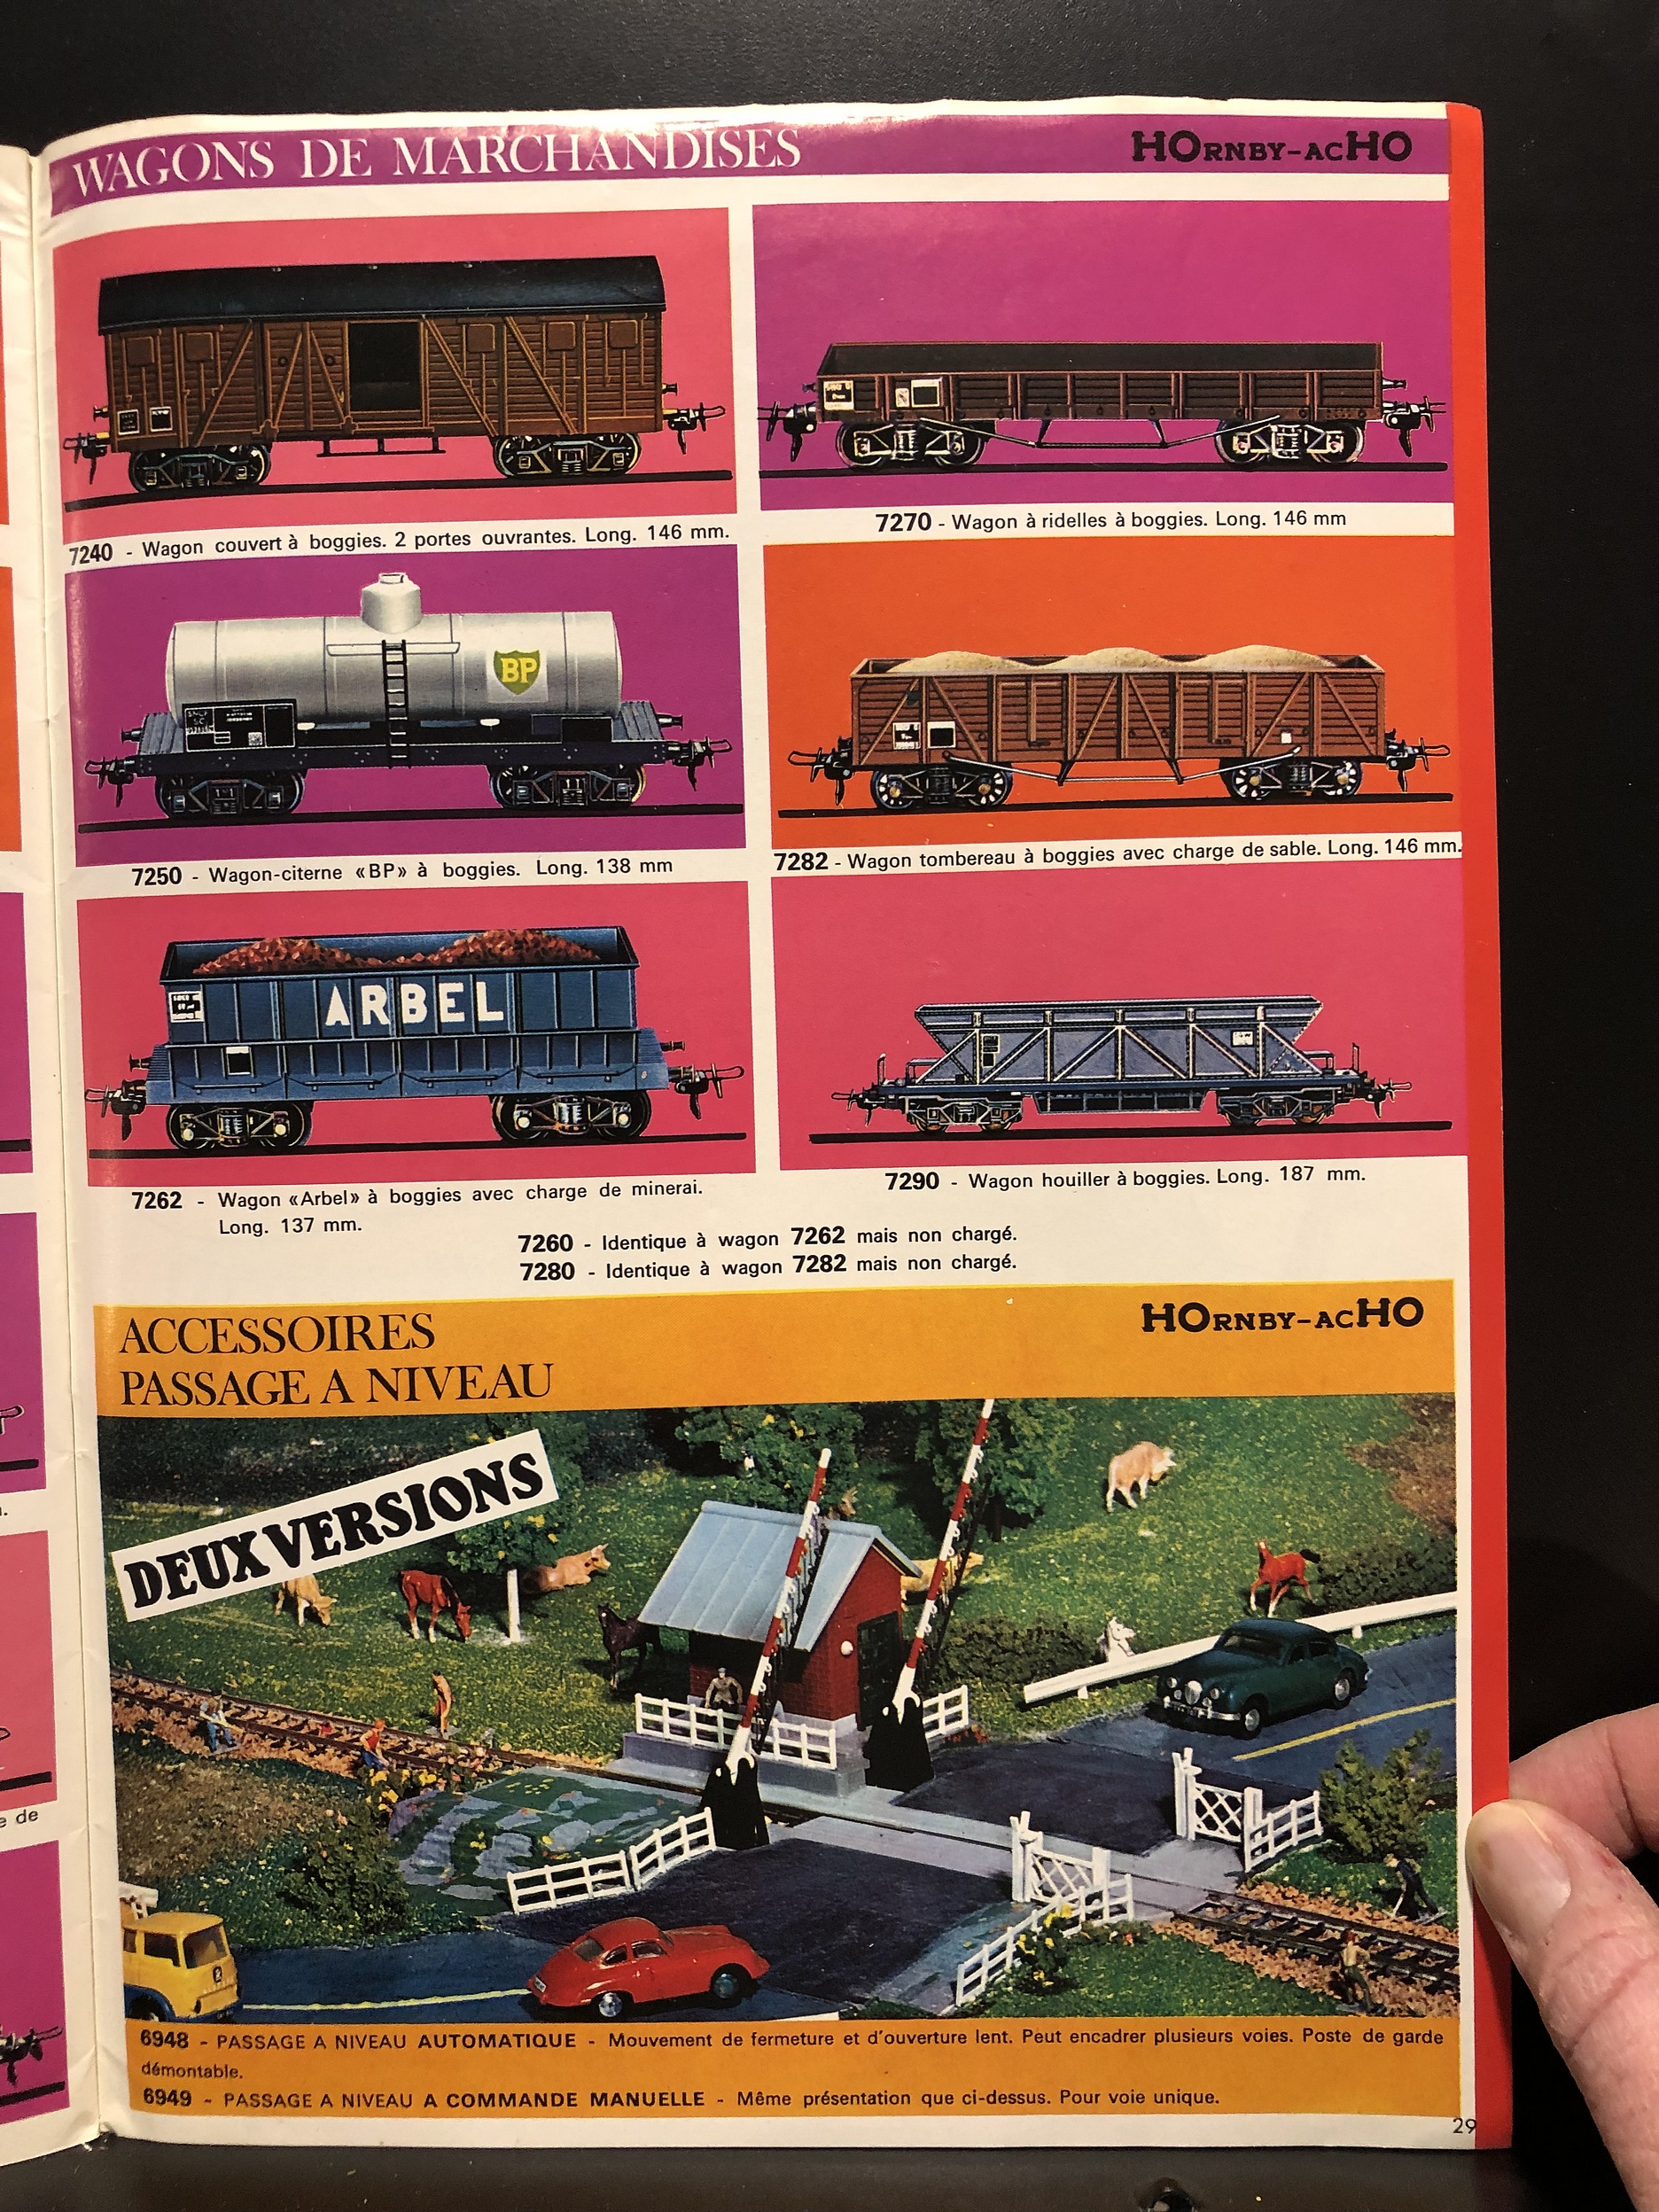 WAGONS DE MARCHANDISES
HORNBY-ACHO
7240 - Wagon couvert à boggies. 2 portes ouvrantes. Long. 146 mm.
7270 - Wagon à ridelles à boggies. Long. 146 mm
BP
7250 - Wagon-citerne «BP» à boggies. Long. 138 mm
7282 - Wagon tombereau à boggies avec charge de sable. Long. 146 mm.
ARBEL
7262 - Wagon «Arbel» à boggies avec charge de minerai.
Long. 137 mm.
7290 - Wagon houiller à boggies. Long. 187 mm.
7260 - Identique à wagon 7262 mais non chargé.
7280 - Identique à wagon 7282 mais non chargé.
ACCESSOIRES
PASSAGE A NIVEAU
HORNBY-ACHO
DEUX VERSIONS
6948 - PASSAGE A NIVEAU AUTOMATIQUE - Mouvement de fermeture et d'ouverture lent. Peut encadrer plusieurs voies. Poste de garde
démontable.
6949 - PASSAGE A NIVEAU A COMMANDE MANUELLE - Même présentation que ci-dessus. Pour voie unique.
29
e de